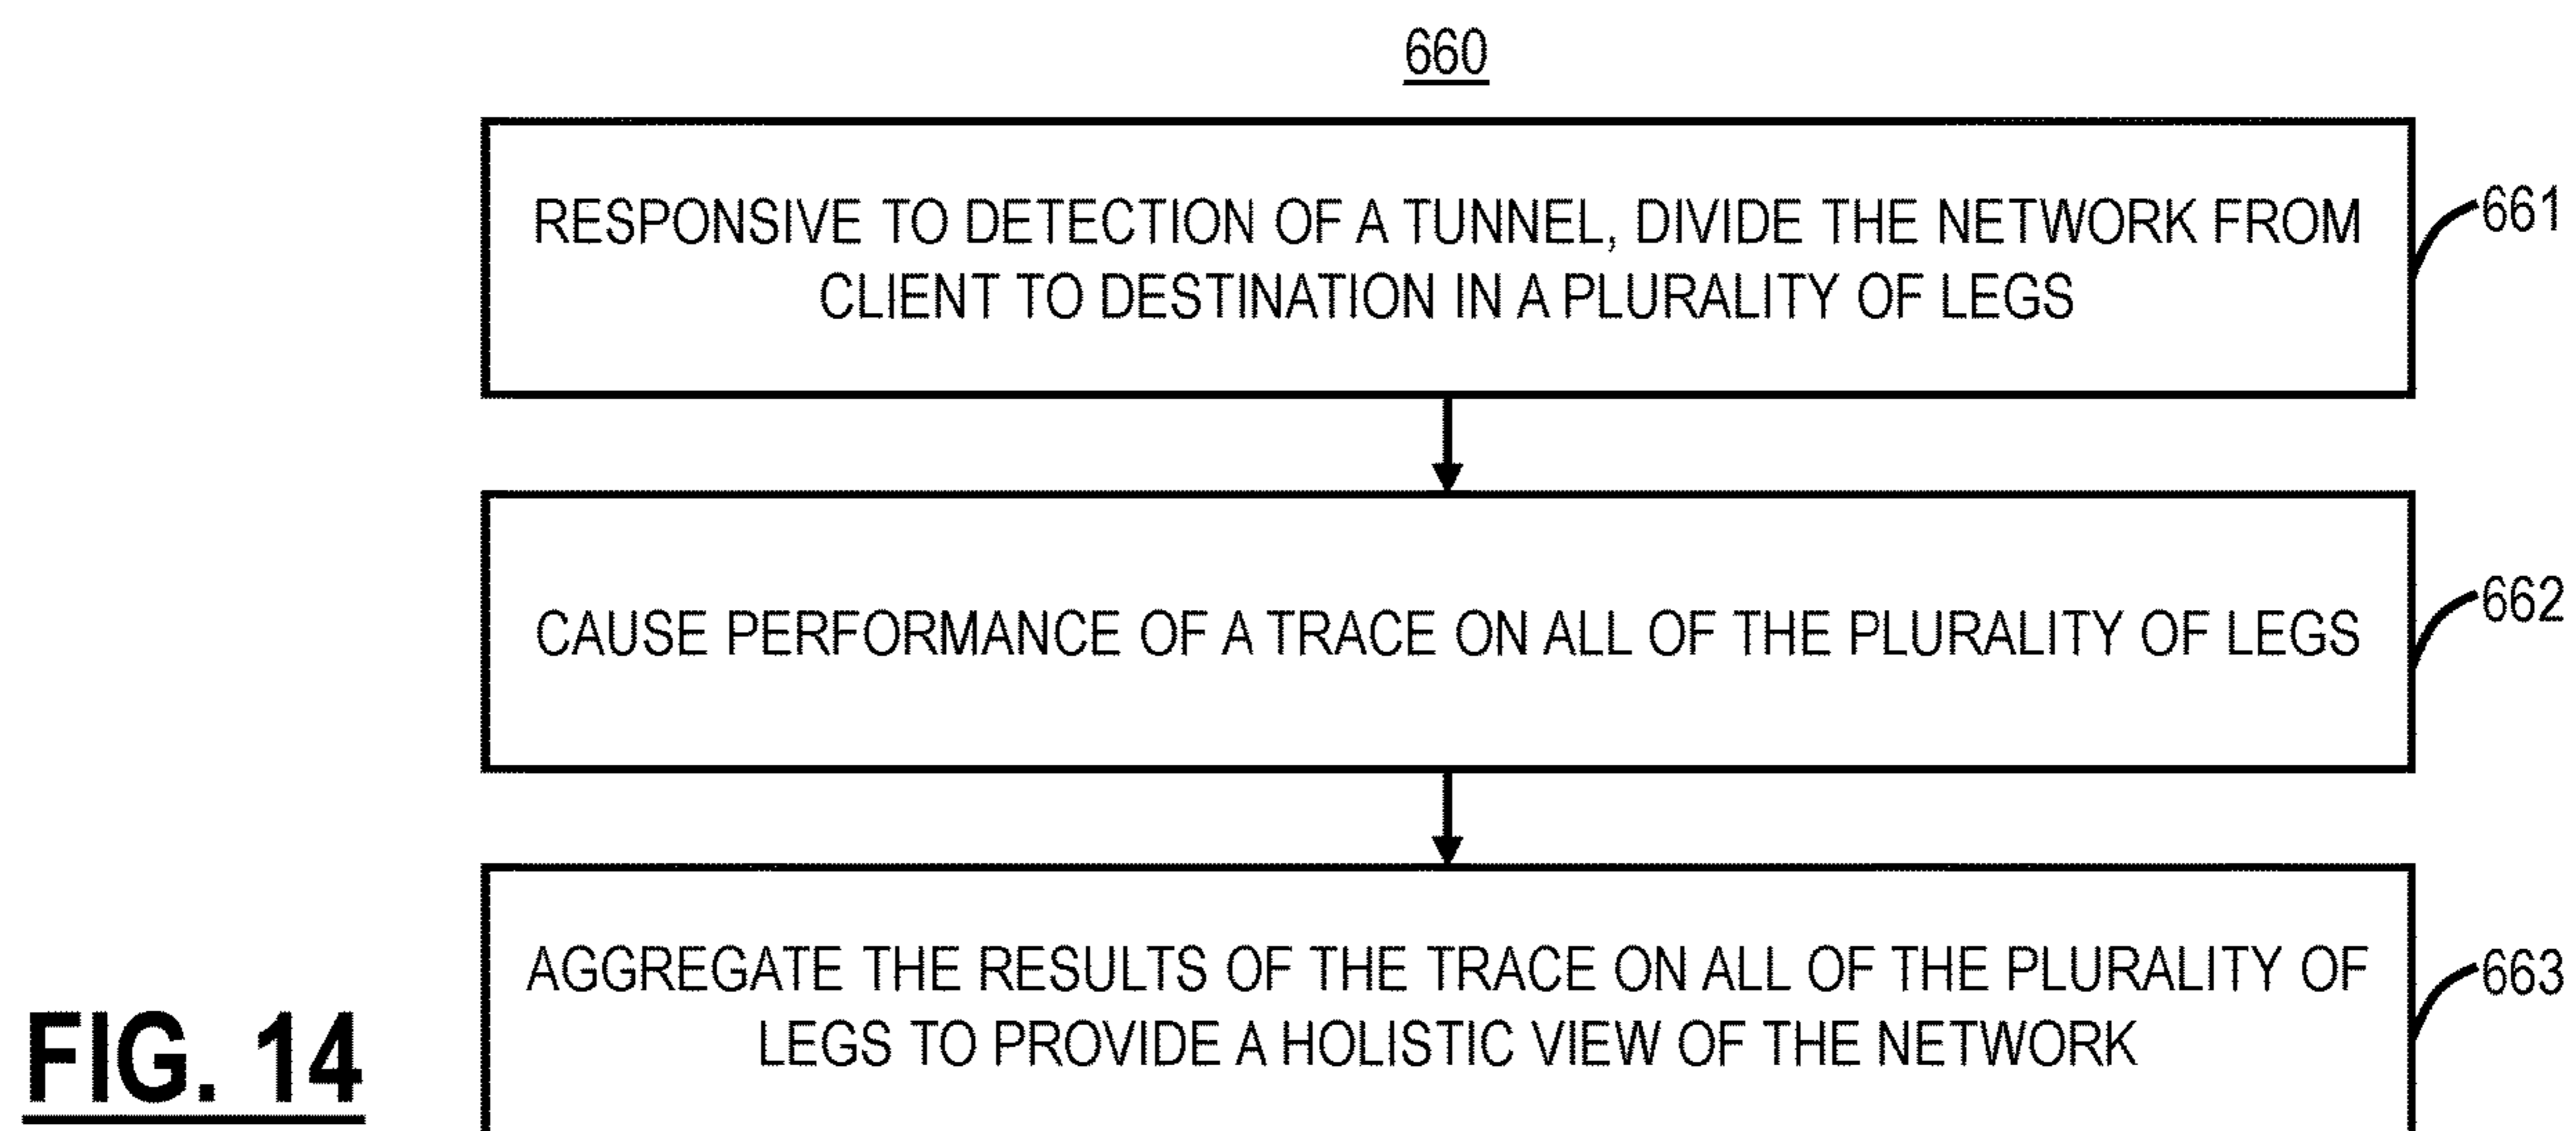 660
RESPONSIVE TO DETECTION OF A TUNNEL, DIVIDE THE NETWORK FROM
CLIENT TO DESTINATION IN A PLURALITY OF LEGS
661
CAUSE PERFORMANCE OF A TRACE ON ALL OF THE PLURALITY OF LEGS
662
AGGREGATE THE RESULTS OF THE TRACE ON ALL OF THE PLURALITY OF
LEGS TO PROVIDE A HOLISTIC VIEW OF THE NETWORK
663
FIG. 14